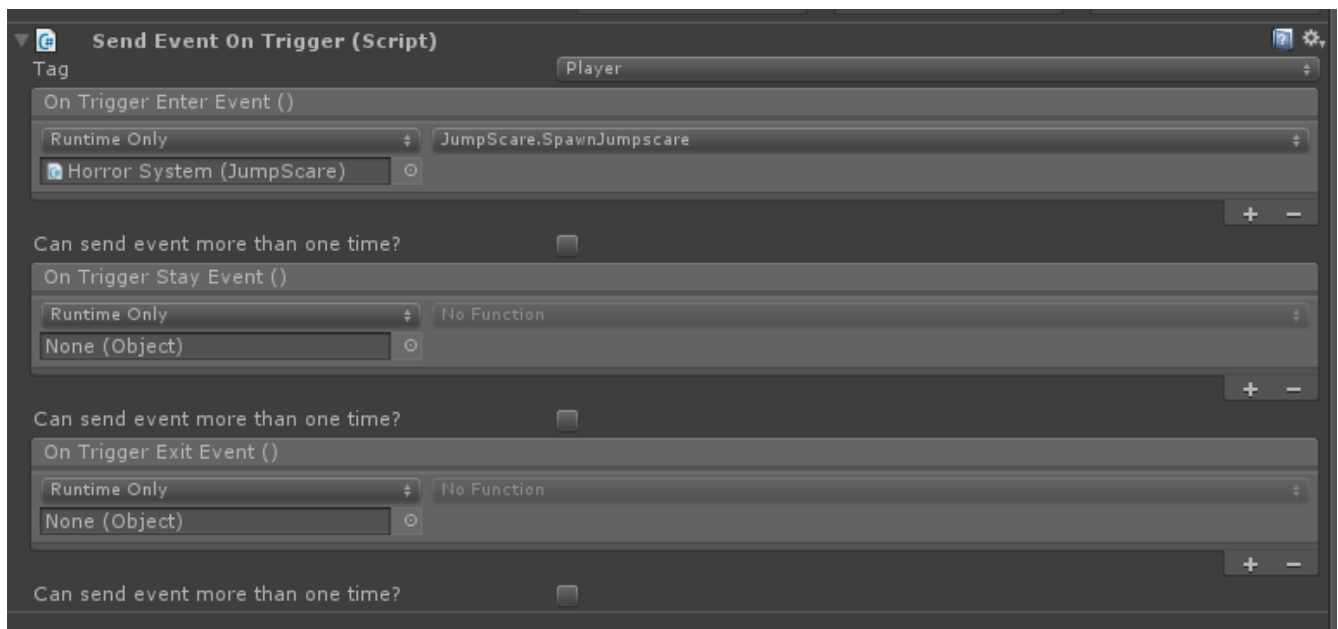 Send Event On Trigger (Script)
Tag Player
On Trigger Enter Event ()
Runtime Only JumpScare.SpawnJumpscare
Horror System (JumpScare)
+ −
Can send event more than one time?
On Trigger Stay Event ()
Runtime Only No Function
None (Object)
+ −
Can send event more than one time?
On Trigger Exit Event ()
Runtime Only No Function
None (Object)
+ −
Can send event more than one time?